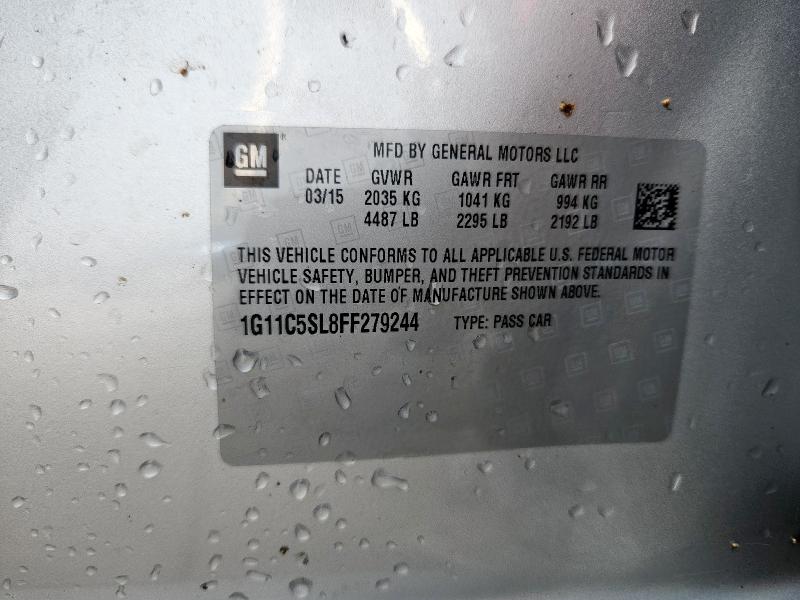 GM® MFD BY GENERAL MOTORS LLC
DATE GVWR GAWR FRT GAWR RR
03/15 2035 KG 1041 KG 994 KG
4487 LB 2295 LB 2192 LB
THIS VEHICLE CONFORMS TO ALL APPLICABLE U.S. FEDERAL MOTOR
VEHICLE SAFETY, BUMPER, AND THEFT PREVENTION STANDARDS IN
EFFECT ON THE DATE OF MANUFACTURE SHOWN ABOVE.
1G11C5SL8FF279244 TYPE: PASS CAR